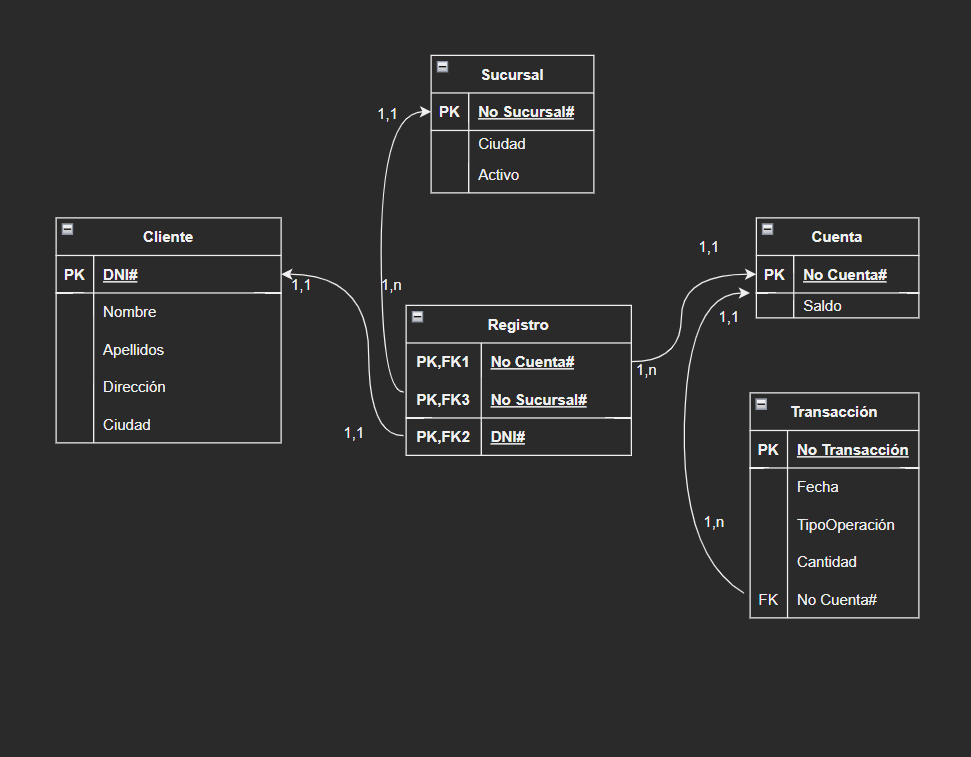 Sucursal
PK No Sucursal#
Ciudad
Activo
1,1
1,n
Cliente
PK DNI#
Nombre
Apellidos
Dirección
Ciudad
1,1
1,1
Registro
PK,FK1 No Cuenta#
PK,FK3 No Sucursal#
PK,FK2 DNI#
1,n
1,1
Cuenta
PK No Cuenta#
Saldo
1,1
1,n
Transacción
PK No Transacción
Fecha
TipoOperación
Cantidad
FK No Cuenta#